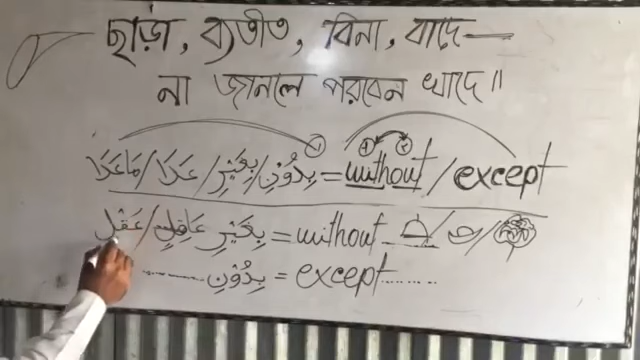 ছাড়া, ব্যতীত, বিনা, বাদে—
না জানলে পরবেন খাদে॥
بِدُوْنِ/بِغَيْرِ/عَدَا/مَاعَدَا = without/except
بِغَيْرِ عَاقِلٍ/عَقْلٍ = without
بِدُوْنِ = except